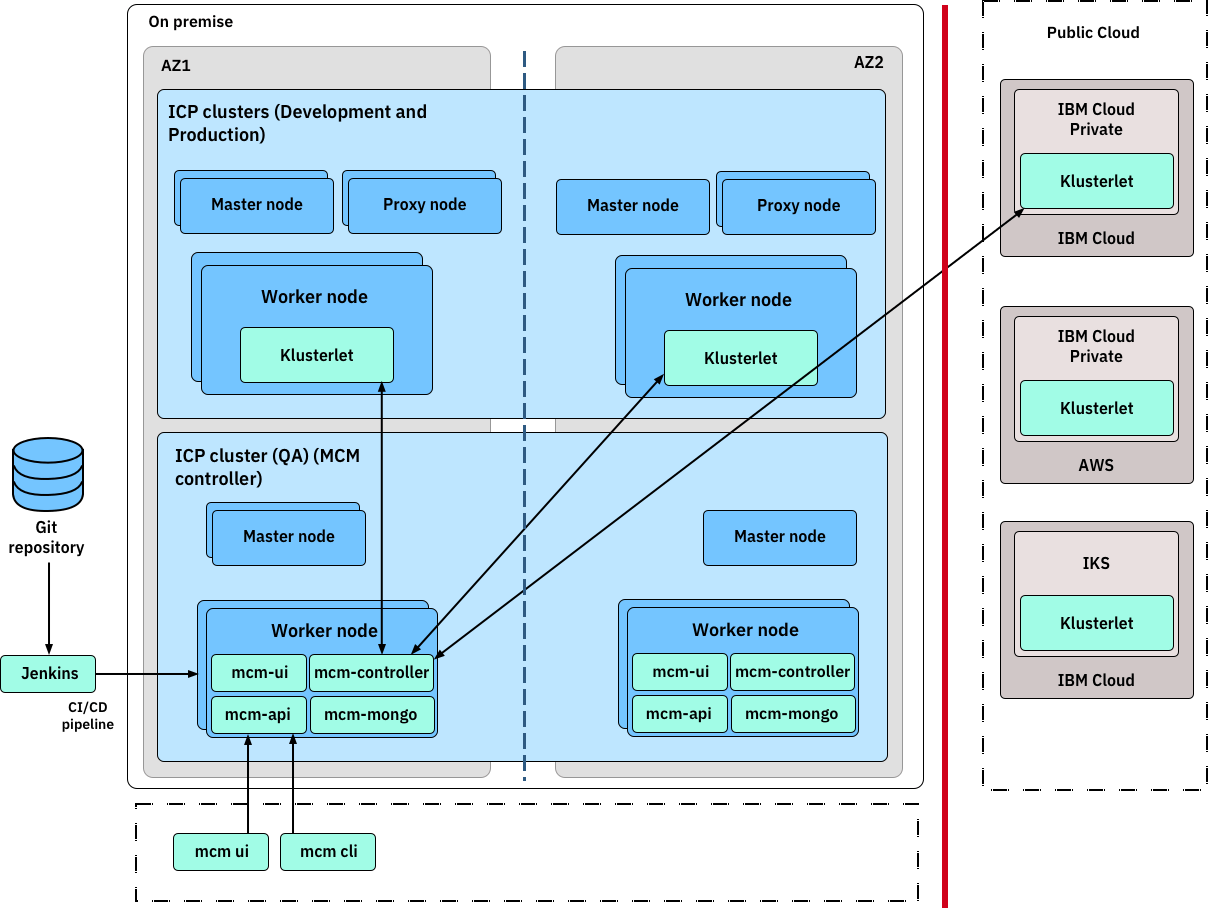 On premise
AZ1
AZ2
ICP clusters (Development and
Production)
Master node
Proxy node
Master node
Proxy node
Worker node
Klusterlet
Worker node
Klusterlet
ICP cluster (QA) (MCM
controller)
Master node
Master node
Worker node
mcm-ui
mcm-controller
mcm-api
mcm-mongo
Worker node
mcm-ui
mcm-controller
mcm-api
mcm-mongo
Git
repository
Jenkins
CI/CD
pipeline
mcm ui
mcm cli
Public Cloud
IBM Cloud
Private
Klusterlet
IBM Cloud
IBM Cloud
Private
Klusterlet
AWS
IKS
Klusterlet
IBM Cloud